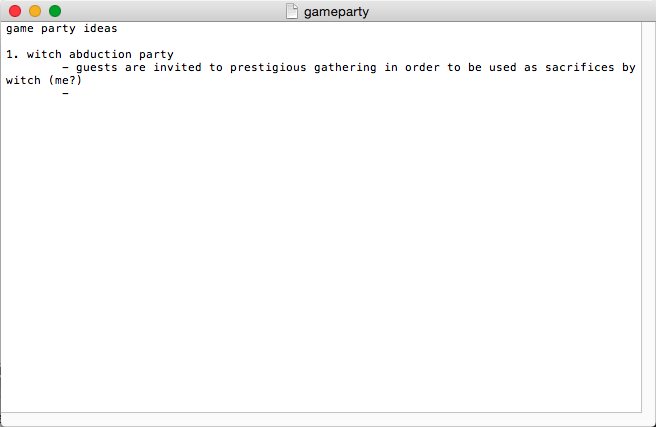 gameparty
game party ideas
1. witch abduction party
- guests are invited to prestigious gathering in order to be used as sacrifices by
witch (me?)
-